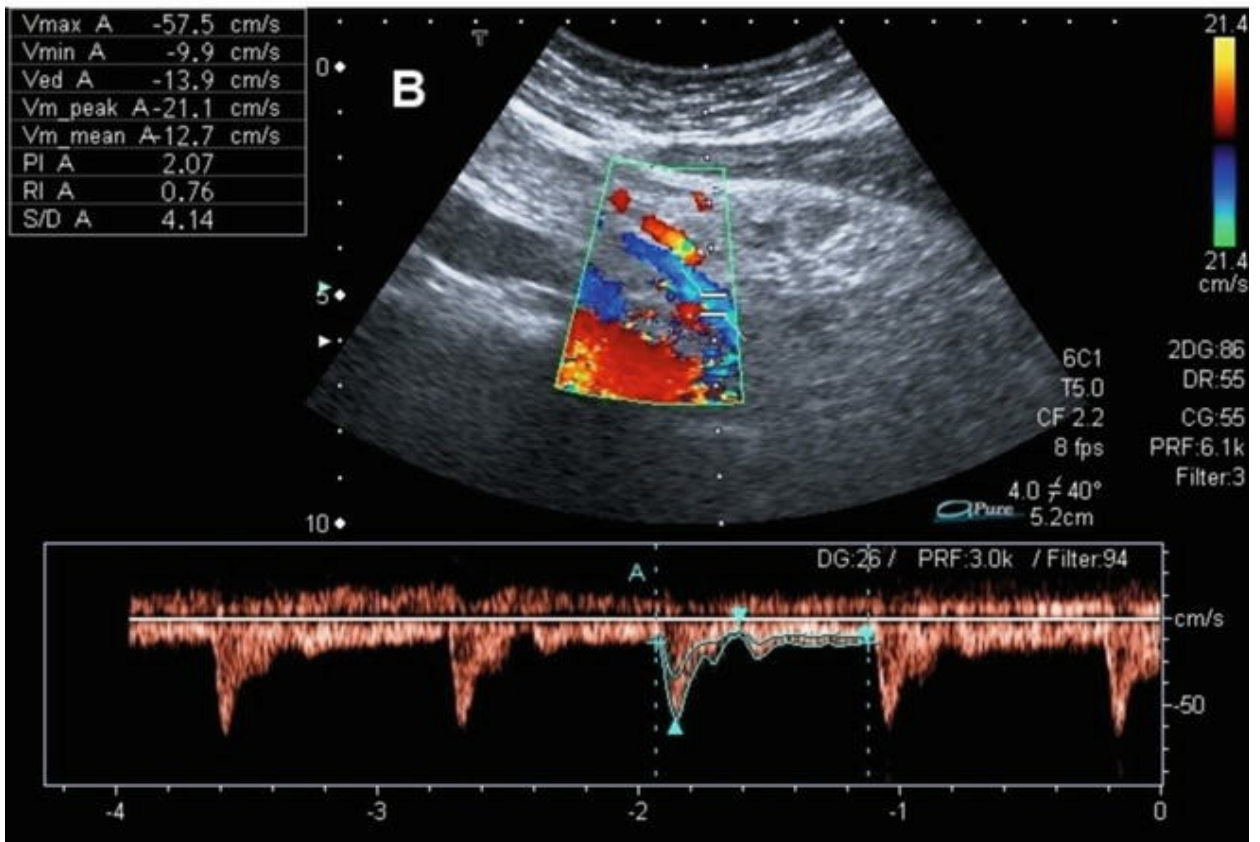 Vmax A -57.5 cm/s
Vmin A -9.9 cm/s
Ved A -13.9 cm/s
Vm_peak A-21.1 cm/s
Vm_mean A-12.7 cm/s
PI A 2.07
RI A 0.76
S/D A 4.14
T
B
0
5
10
21.4
21.4
cm/s
6C1
T5.0
CF 2.2
8 fps
2DG:86
DR:55
CG:55
PRF:6.1k
Filter:3
4.0 ≠ 40°
aPure 5.2cm
A
DG:26 / PRF:3.0k / Filter:94
cm/s
-50
-4 -3 -2 -1 0